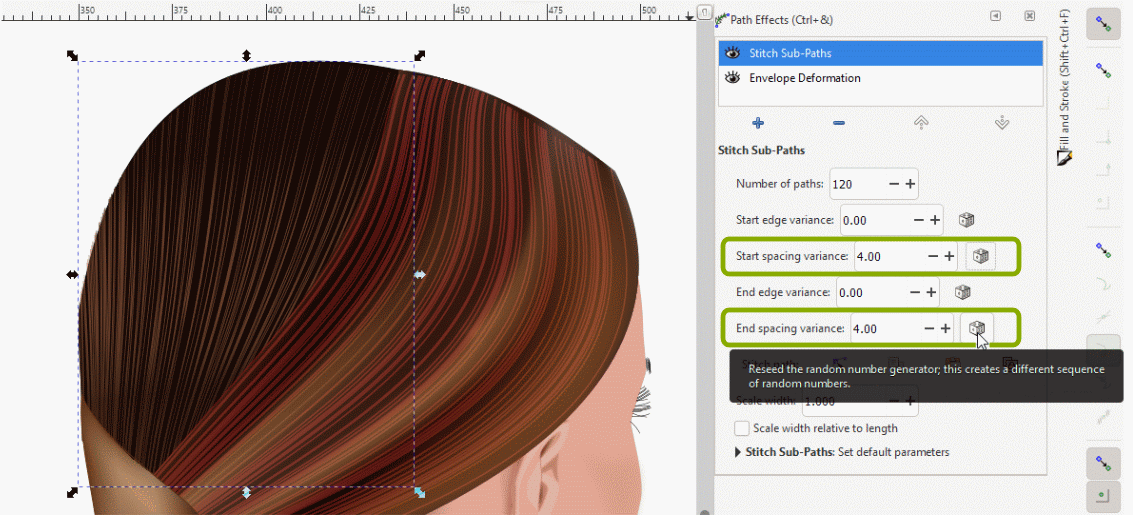 350 375 400 425 450 475 500
Path Effects (Ctrl+&)
Stitch Sub-Paths
Envelope Deformation
Fill and Stroke (Shift+Ctrl+F)
Stitch Sub-Paths
Number of paths: 120
Start edge variance: 0.00
Start spacing variance: 4.00
End edge variance: 0.00
End spacing variance: 4.00
Reseed the random number generator; this creates a different sequence
of random numbers.
Scale width: 1.000
Scale width relative to length
Stitch Sub-Paths: Set default parameters